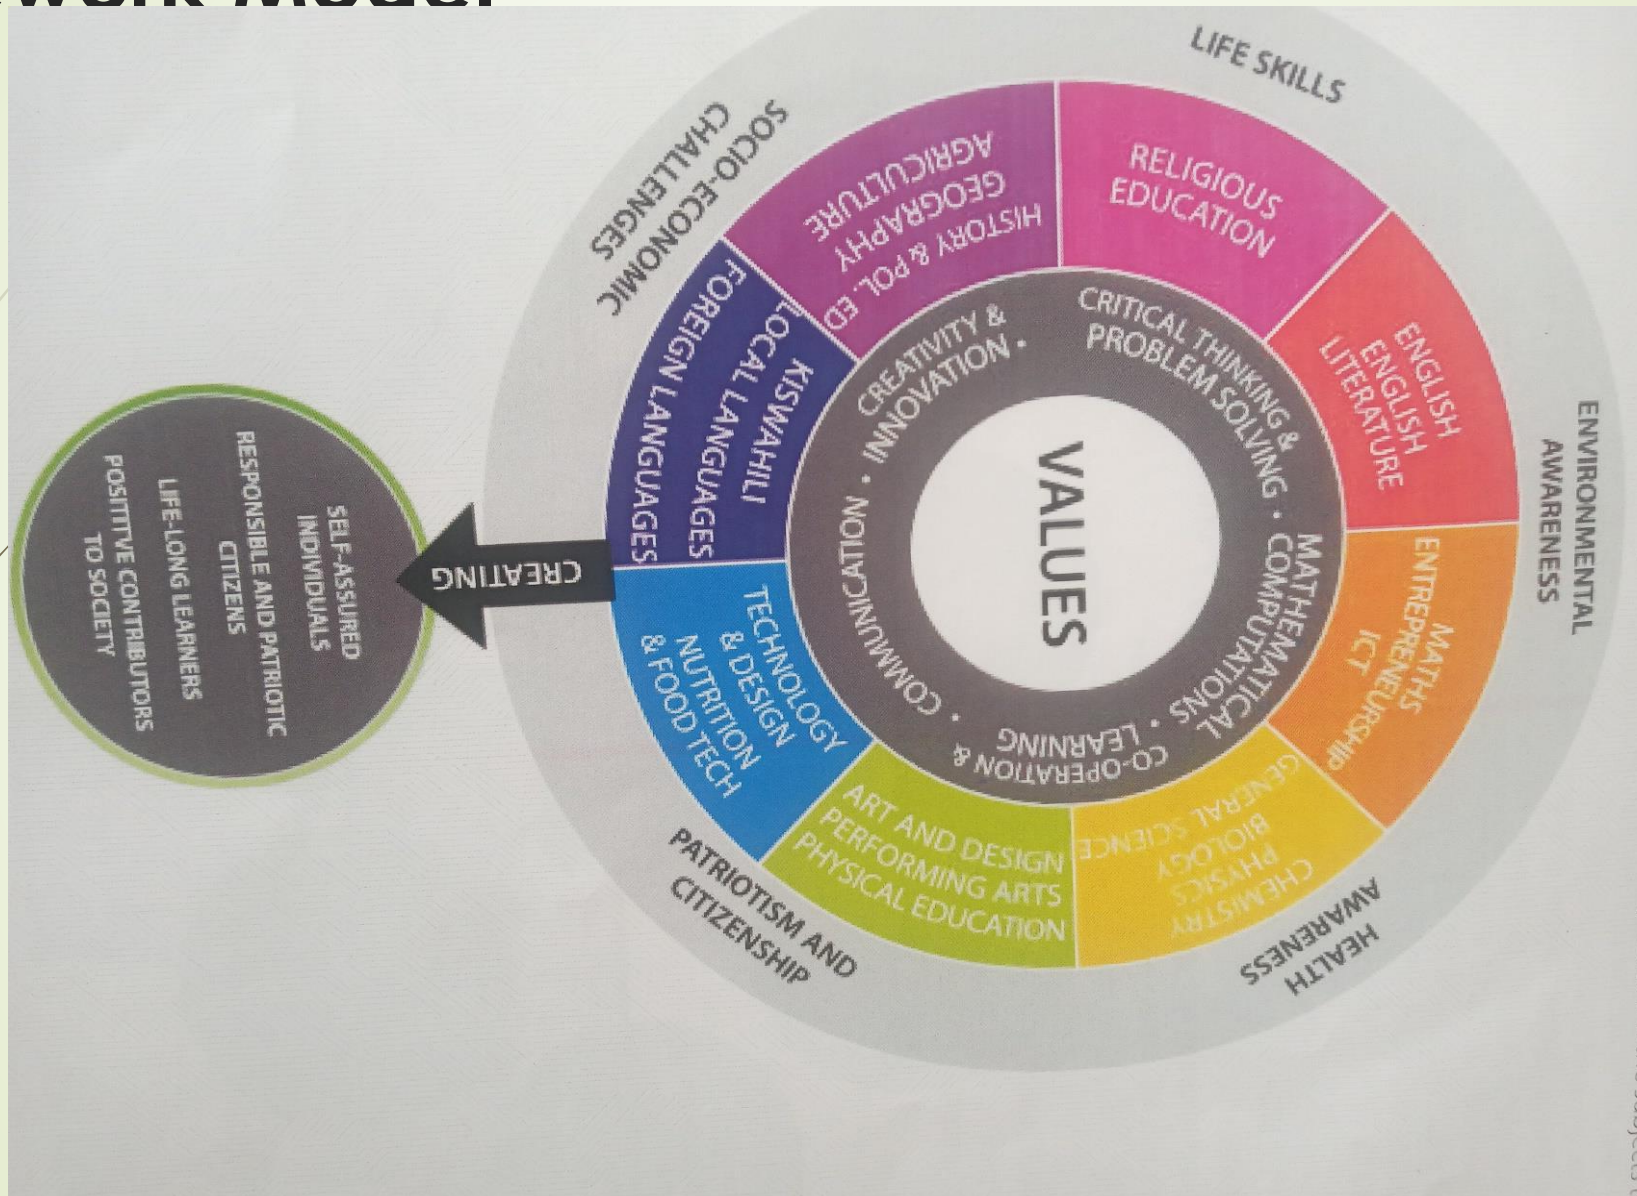 work Model
LIFE SKILLS
ENVIRONMENTAL
AWARENESS
HEALTH
AWARENESS
PATRIOTISM AND
CITIZENSHIP
SOCIO-ECONOMIC
CHALLENGES
RELIGIOUS
EDUCATION
ENGLISH
ENGLISH
LITERATURE
MATHS
ENTREPRENEURSHIP
ICT
GENERAL SCIENCE
BIOLOGY
PHYSICS
CHEMISTRY
ART AND DESIGN
PERFORMING ARTS
PHYSICAL EDUCATION
TECHNOLOGY
& DESIGN
NUTRITION
& FOOD TECH
KISWAHILI
LOCAL LANGUAGES
FOREIGN LANGUAGES
HISTORY & POL. ED
GEOGRAPHY
AGRICULTURE
CRITICAL THINKING &
PROBLEM SOLVING •
MATHEMATICAL
COMPUTATIONS •
CO-OPERATION &
LEARNING •
COMMUNICATION •
CREATIVITY &
INNOVATION •
VALUES
CREATING
SELF-ASSURED
INDIVIDUALS
RESPONSIBLE AND PATRIOTIC
CITIZENS
LIFE-LONG LEARNERS
POSITITVE CONTRIBUTORS
TO SOCIETY